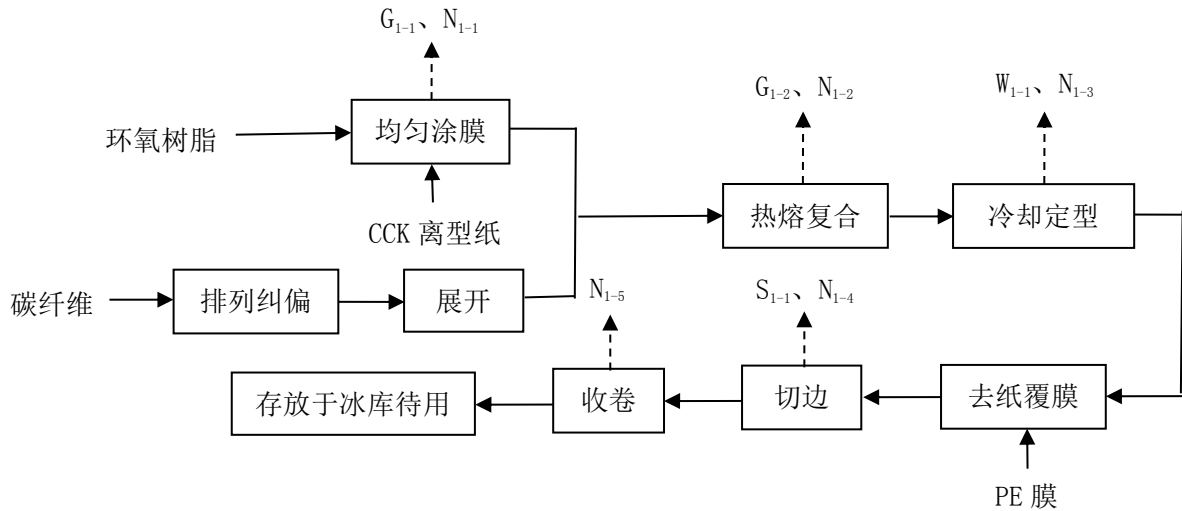 G₁₋₁、N₁₋₁
G₁₋₂、N₁₋₂
W₁₋₁、N₁₋₃
环氧树脂
均匀涂膜
热熔复合
冷却定型
CCK 离型纸
碳纤维
排列纠偏
展开
N₁₋₅
S₁₋₁、N₁₋₄
存放于冰库待用
收卷
切边
去纸覆膜
PE 膜